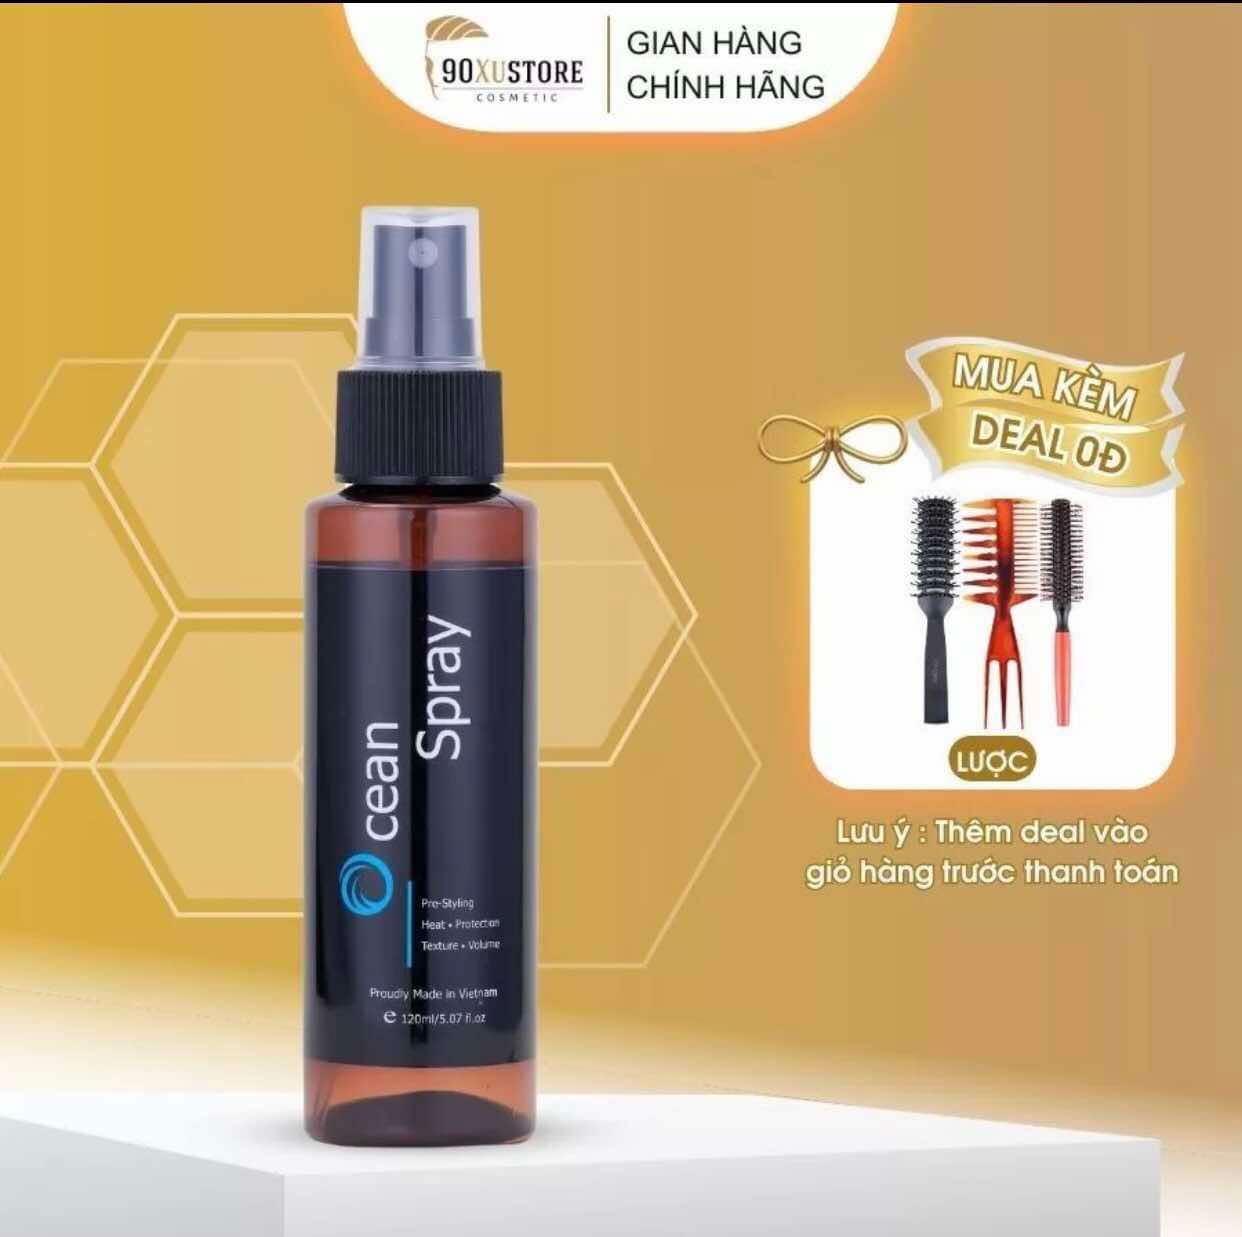 90XUSTORE
COSMETIC
GIAN HÀNG
CHÍNH HÃNG
MUA KÈM
DEAL 0Đ
LƯỢC
Lưu ý : Thêm deal vào
giỏ hàng trước thanh toán
Ocean
Spray
Pre-Styling
Heat • Protection
Texture • Volume
Proudly Made in Vietnam
e 120ml/5.07 fl.oz